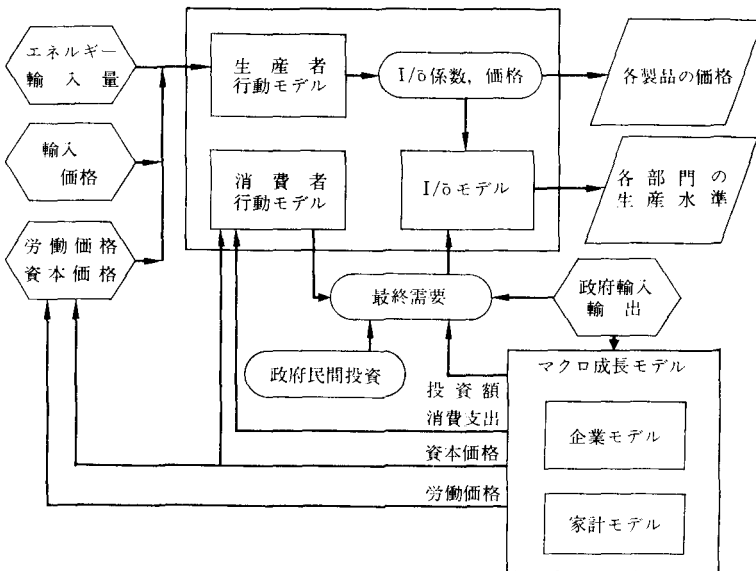 エネルギー
輸入量
生産者
行動モデル
I/ō係数，価格
各製品の価格
輸入
価格
消費者
行動モデル
I/ōモデル
各部門の
生産水準
労働価格
資本価格
最終需要
政府輸入
輸出
政府民間投資
マクロ成長モデル
投資額
消費支出
企業モデル
資本価格
労働価格
家計モデル